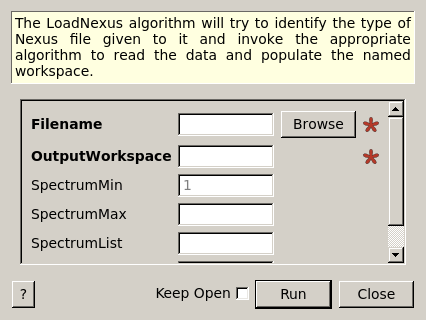 The LoadNexus algorithm will try to identify the type of
Nexus file given to it and invoke the appropriate
algorithm to read the data and populate the named
workspace.
Filename Browse *
OutputWorkspace *
SpectrumMin 1
SpectrumMax
SpectrumList
? Keep Open Run Close